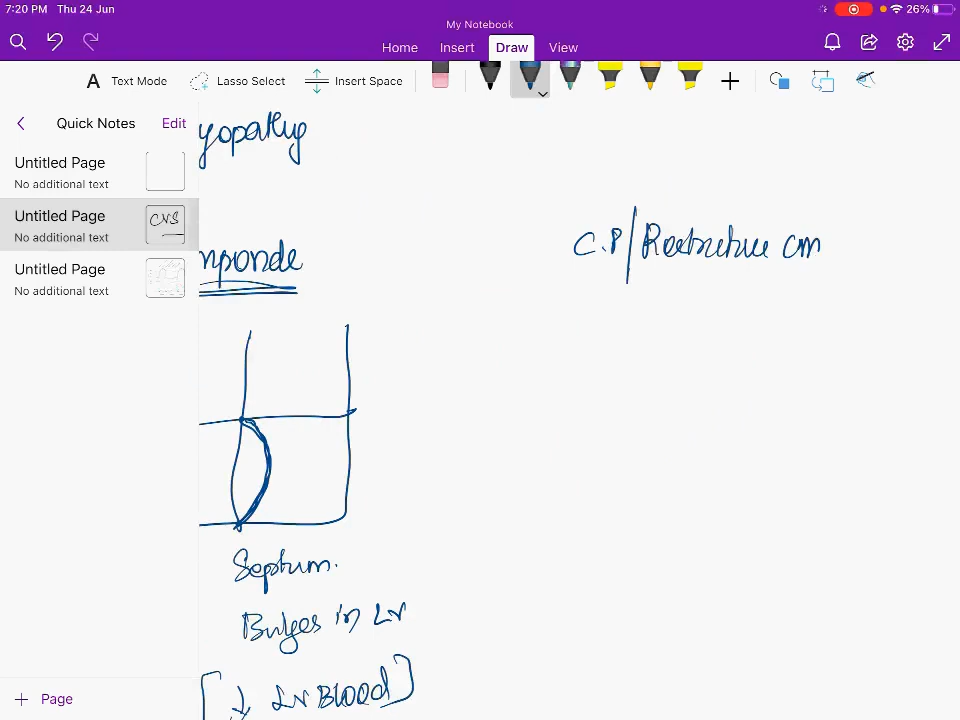 7:20 PM Thu 24 Jun
26%
My Notebook
Home Insert Draw View
Text Mode Lasso Select Insert Space
Quick Notes Edit
Untitled Page
No additional text
Untitled Page
No additional text
CNS
Untitled Page
No additional text
yopathy
C.P/Restrictive cm
mponde
Septum.
Bulges in LV
[↓ LV Blood]
+ Page